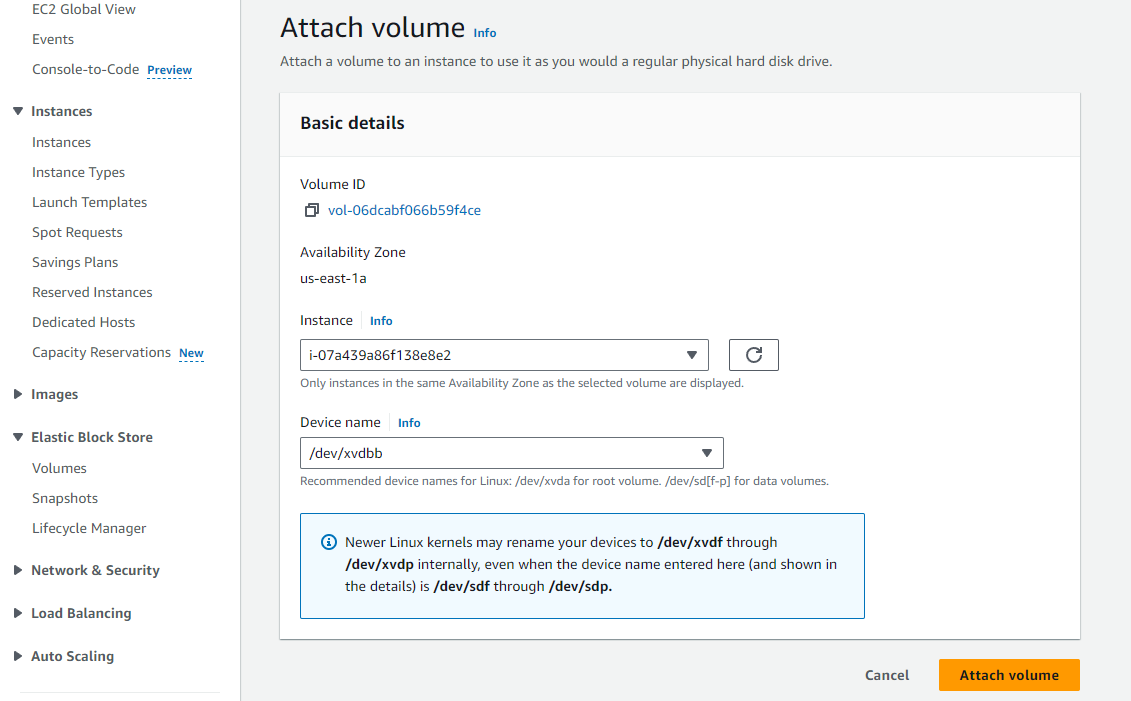 EC2 Global View
Events
Console-to-Code Preview
Instances
Instances
Instance Types
Launch Templates
Spot Requests
Savings Plans
Reserved Instances
Dedicated Hosts
Capacity Reservations New
Images
Elastic Block Store
Volumes
Snapshots
Lifecycle Manager
Network & Security
Load Balancing
Auto Scaling
Attach volume Info
Attach a volume to an instance to use it as you would a regular physical hard disk drive.
Basic details
Volume ID
vol-06dcabf066b59f4ce
Availability Zone
us-east-1a
Instance Info
i-07a439a86f138e8e2
Only instances in the same Availability Zone as the selected volume are displayed.
Device name Info
/dev/xvdbb
Recommended device names for Linux: /dev/xvda for root volume. /dev/sd[f-p] for data volumes.
Newer Linux kernels may rename your devices to /dev/xvdf through
/dev/xvdp internally, even when the device name entered here (and shown in
the details) is /dev/sdf through /dev/sdp.
Cancel
Attach volume